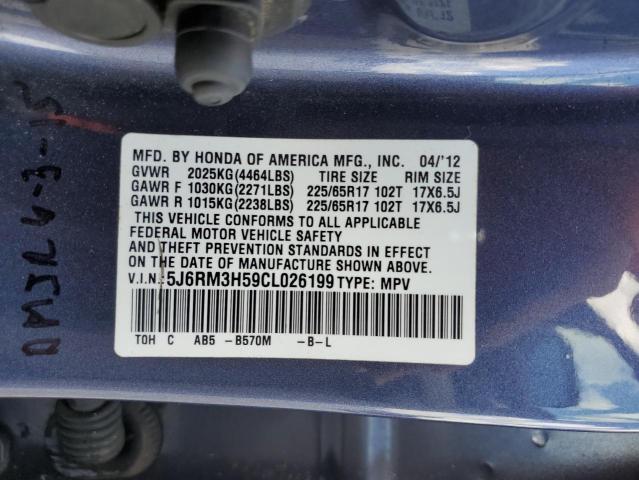 MFD. BY HONDA OF AMERICA MFG., INC. 04/'12
GVWR 2025KG(4464LBS) TIRE SIZE RIM SIZE
GAWR F 1030KG(2271LBS) 225/65R17 102T 17X6.5J
GAWR R 1015KG(2238LBS) 225/65R17 102T 17X6.5J
THIS VEHICLE CONFORMS TO ALL APPLICABLE
FEDERAL MOTOR VEHICLE SAFETY
AND THEFT PREVENTION STANDARDS IN EFFECT
ON THE DATE OF MANUFACTURE SHOWN ABOVE.
V.I.N.: 5J6RM3H59CL026199 TYPE: MPV
TOH C AB5 -B570M -B-L
6-3-15